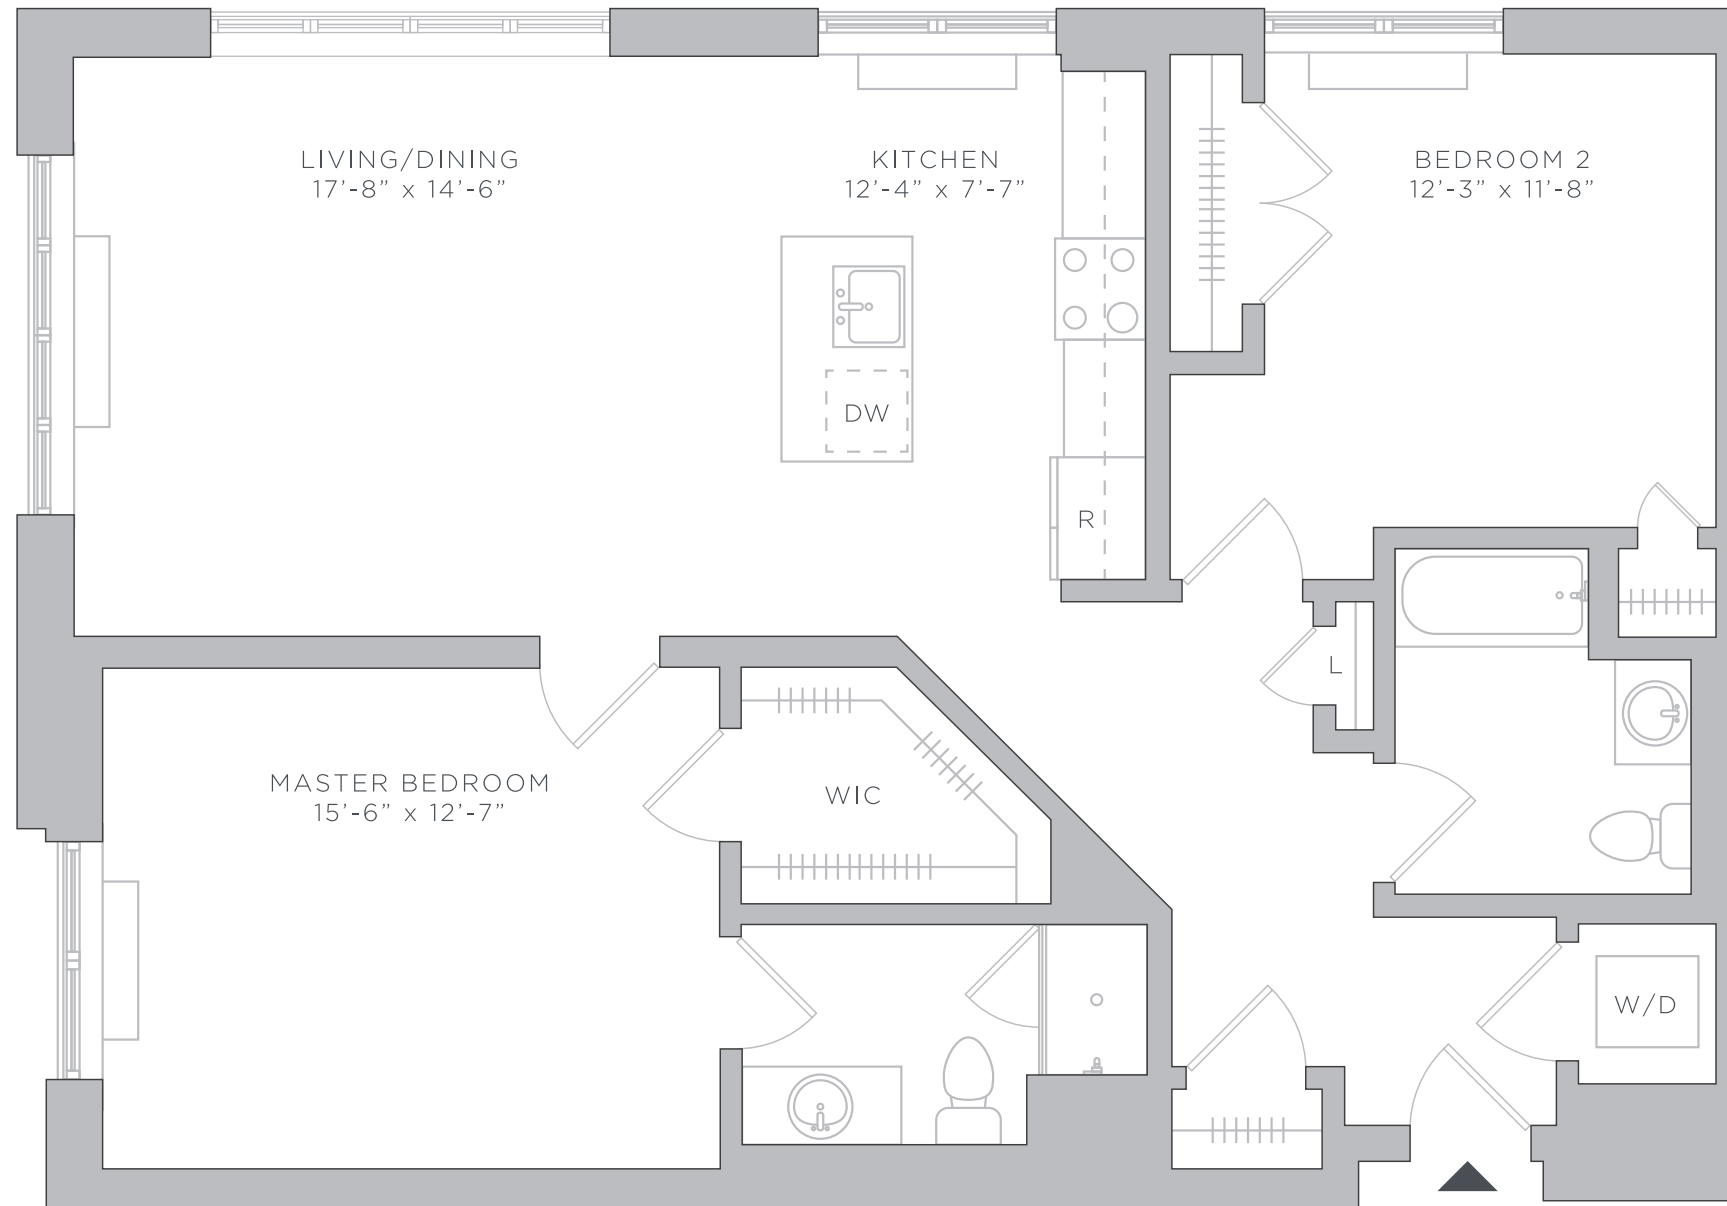 LIVING/DINING
17’-8” x 14’-6”
KITCHEN
12’-4” x 7’-7”
BEDROOM 2
12’-3” x 11’-8”
DW
R
L
MASTER BEDROOM
15’-6” x 12’-7”
WIC
W/D